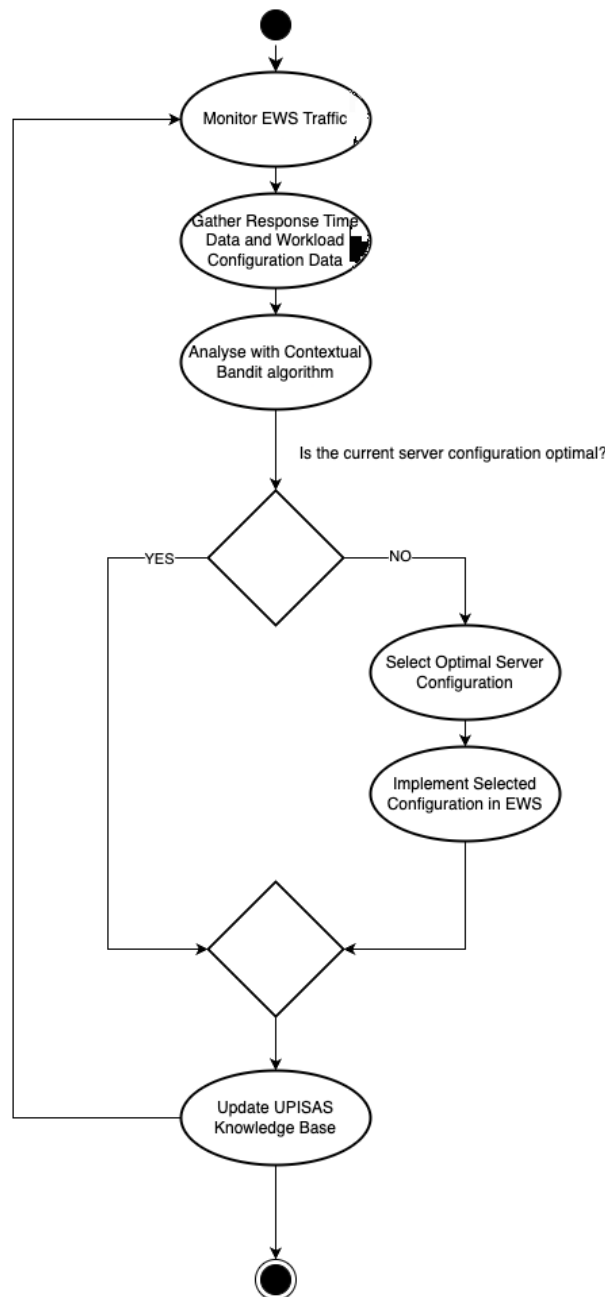 Monitor EWS Traffic
Gather Response Time
Data and Workload
Configuration Data
Analyse with Contextual
Bandit algorithm
Is the current server configuration optimal?
YES
NO
Select Optimal Server
Configuration
Implement Selected
Configuration in EWS
Update UPISAS
Knowledge Base